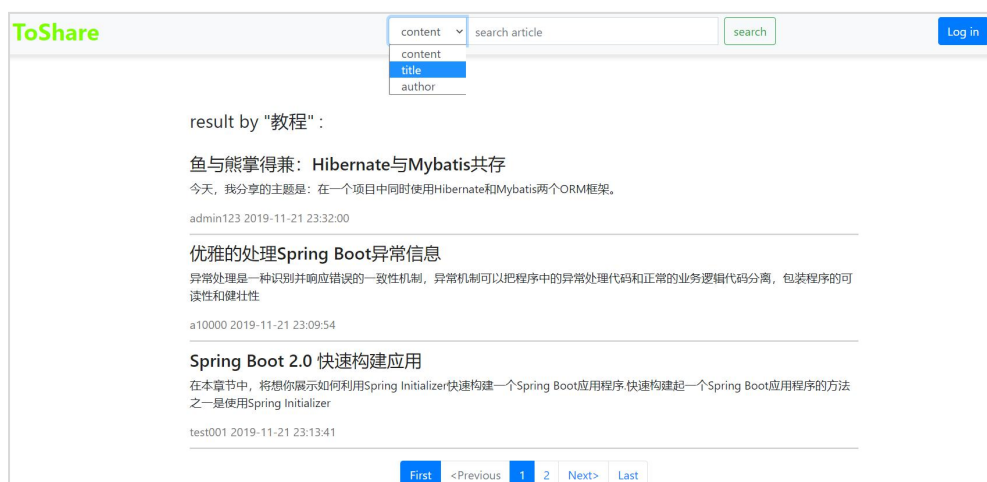 ToShare
content search article search Log in
content
title
author
result by "教程" :
鱼与熊掌得兼：Hibernate与Mybatis共存
今天，我分享的主题是：在一个项目中同时使用Hibernate和Mybatis两个ORM框架。
admin123 2019-11-21 23:32:00
优雅的处理Spring Boot异常信息
异常处理是一种识别并响应错误的一致性机制，异常机制可以把程序中的异常处理代码和正常的业务逻辑代码分离，包装程序的可
读性和健壮性
a10000 2019-11-21 23:09:54
Spring Boot 2.0 快速构建应用
在本章节中，将想你展示如何利用Spring Initializer快速构建一个Spring Boot应用程序.快速构建起一个Spring Boot应用程序的方法
之一是使用Spring Initializer
test001 2019-11-21 23:13:41
First <Previous 1 2 Next> Last